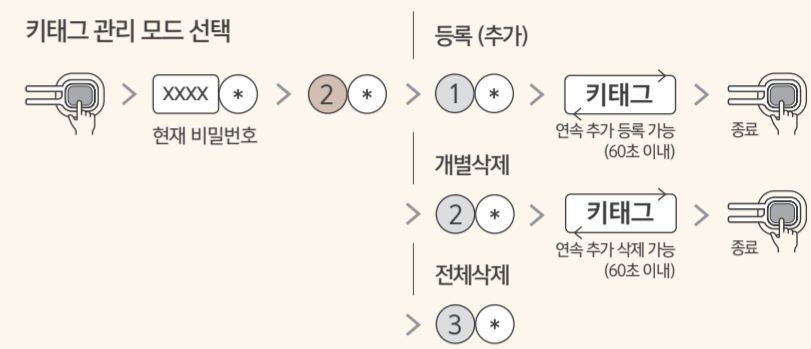 키태그 관리 모드 선택
등록 (추가)
> XXXX * > 2 * > 1 * > 키태그 >
현재 비밀번호
연속 추가 등록 가능
(60초 이내)
종료
개별삭제
> 2 * > 키태그 >
연속 추가 삭제 가능
(60초 이내)
종료
전체삭제
> 3 *